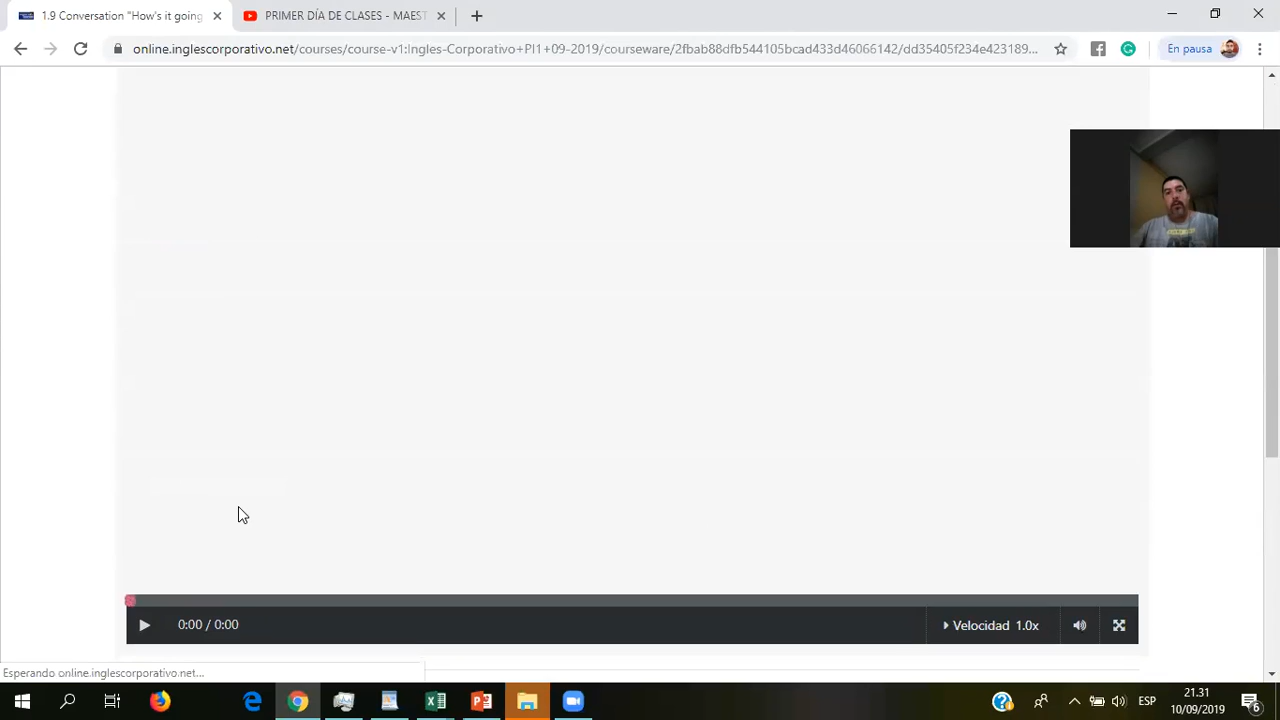 1.9 Conversation "How's it going
PRIMER DÍA DE CLASES - MAEST
online.inglescorporativo.net/courses/course-v1:Ingles-Corporativo+PI1+09-2019/courseware/2fbab88dfb544105bcad433d46066142/dd35405f234e423189...
En pausa
0:00 / 0:00
Velocidad 1.0x
Esperando online.inglescorporativo.net...
ESP
21.31
10/09/2019
6